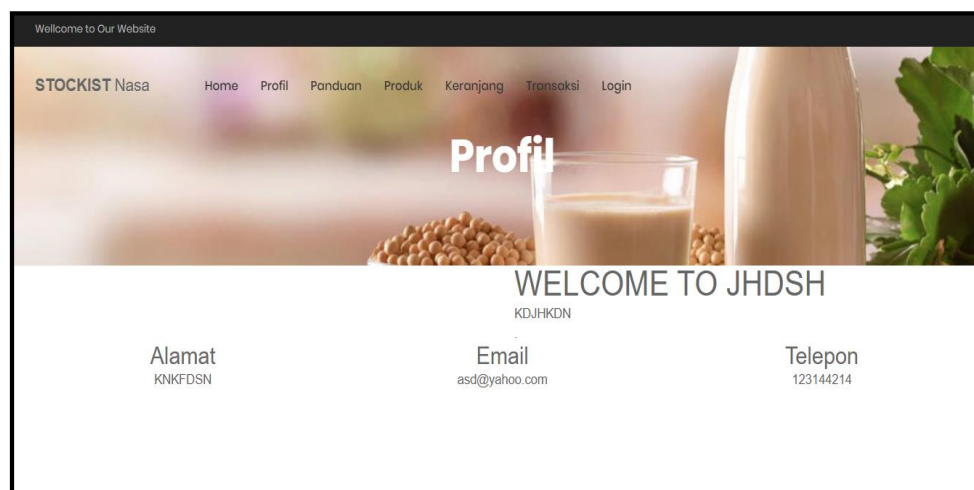 Wellcome to Our Website
STOCKIST Nasa Home Profil Panduan Produk Keranjang Transaksi Login
Profil
WELCOME TO JHDSH
KDJHKDN
.
Alamat Email Telepon
KNKFDSN asd@yahoo.com 123144214